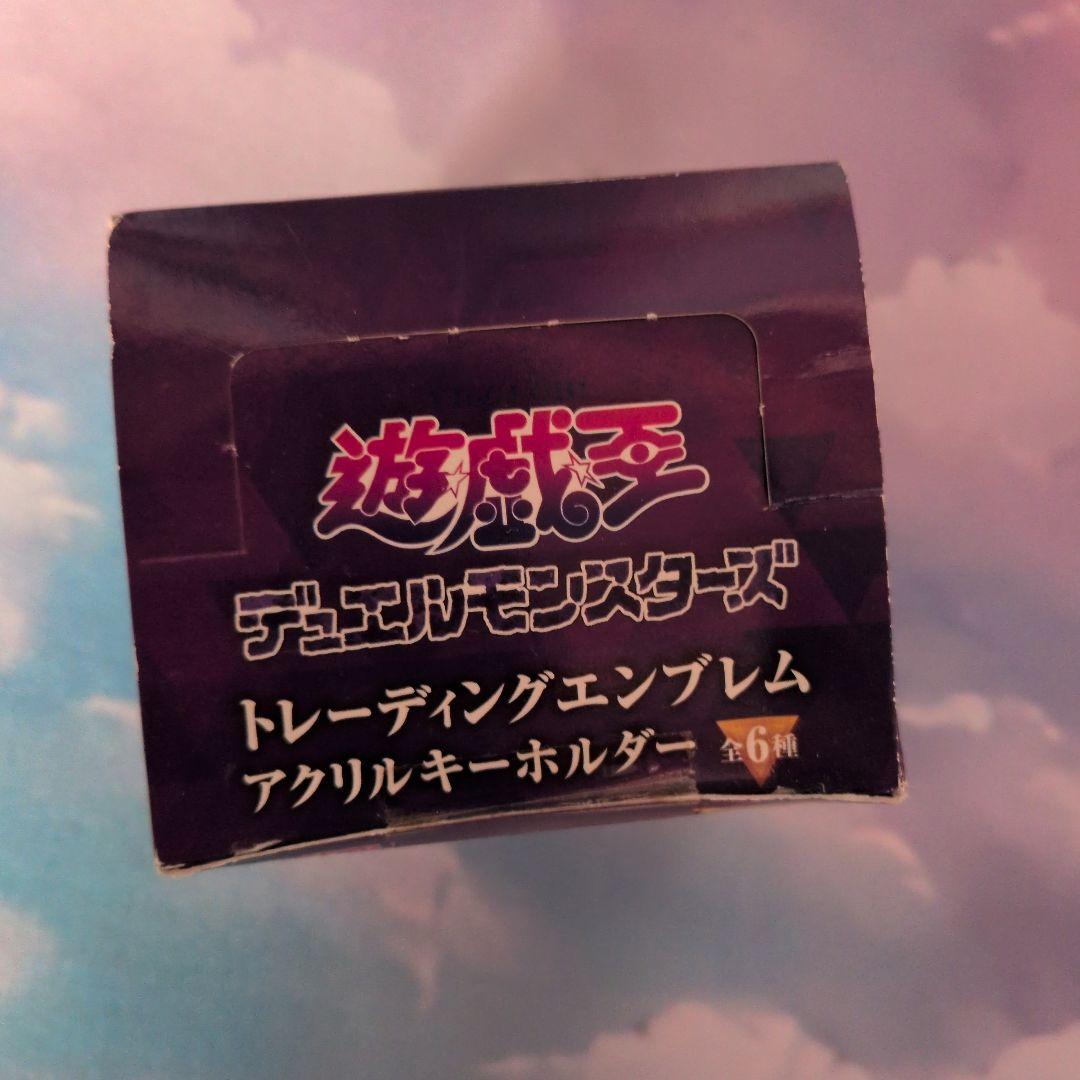 遊☆戯☆王
デュエルモンスターズ
トレーディングエンブレム
アクリルキーホルダー 全6種